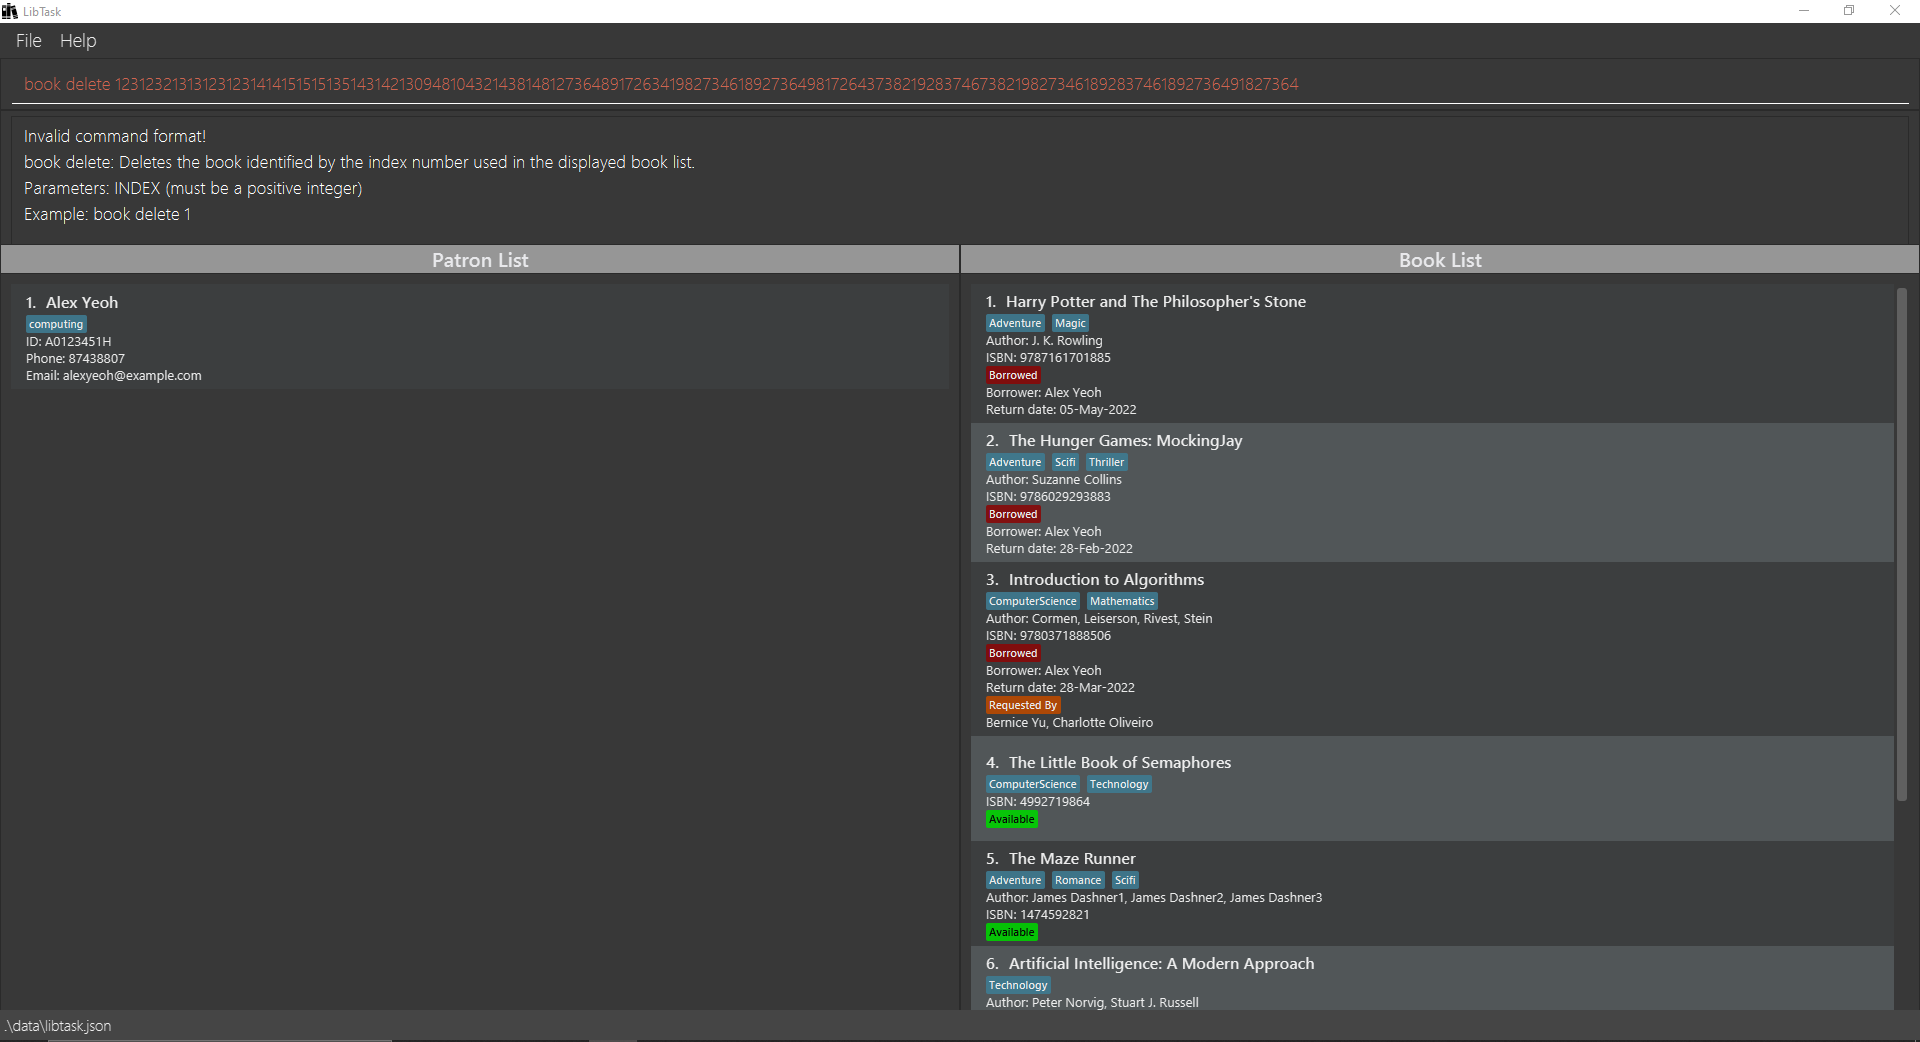 LibTask
File Help
book delete 12312321313123123141415151513514314213094810432143814812736489172634198273461892736498172643738219283746738219827346189283746189273649182​7364
Invalid command format!
book delete: Deletes the book identified by the index number used in the displayed book list.
Parameters: INDEX (must be a positive integer)
Example: book delete 1
Patron List
1. Alex Yeoh
computing
ID: A0123451H
Phone: 87438807
Email: alexyeoh@example.com
Book List
1. Harry Potter and The Philosopher's Stone
Adventure Magic
Author: J. K. Rowling
ISBN: 9787161701885
Borrowed
Borrower: Alex Yeoh
Return date: 05-May-2022
2. The Hunger Games: MockingJay
Adventure Scifi Thriller
Author: Suzanne Collins
ISBN: 9786029293883
Borrowed
Borrower: Alex Yeoh
Return date: 28-Feb-2022
3. Introduction to Algorithms
ComputerScience Mathematics
Author: Cormen, Leiserson, Rivest, Stein
ISBN: 9780371888506
Borrowed
Borrower: Alex Yeoh
Return date: 28-Mar-2022
Requested By
Bernice Yu, Charlotte Oliveiro
4. The Little Book of Semaphores
ComputerScience Technology
ISBN: 4992719864
Available
5. The Maze Runner
Adventure Romance Scifi
Author: James Dashner1, James Dashner2, James Dashner3
ISBN: 1474592821
Available
6. Artificial Intelligence: A Modern Approach
Technology
Author: Peter Norvig, Stuart J. Russell
.\data\libtask.json